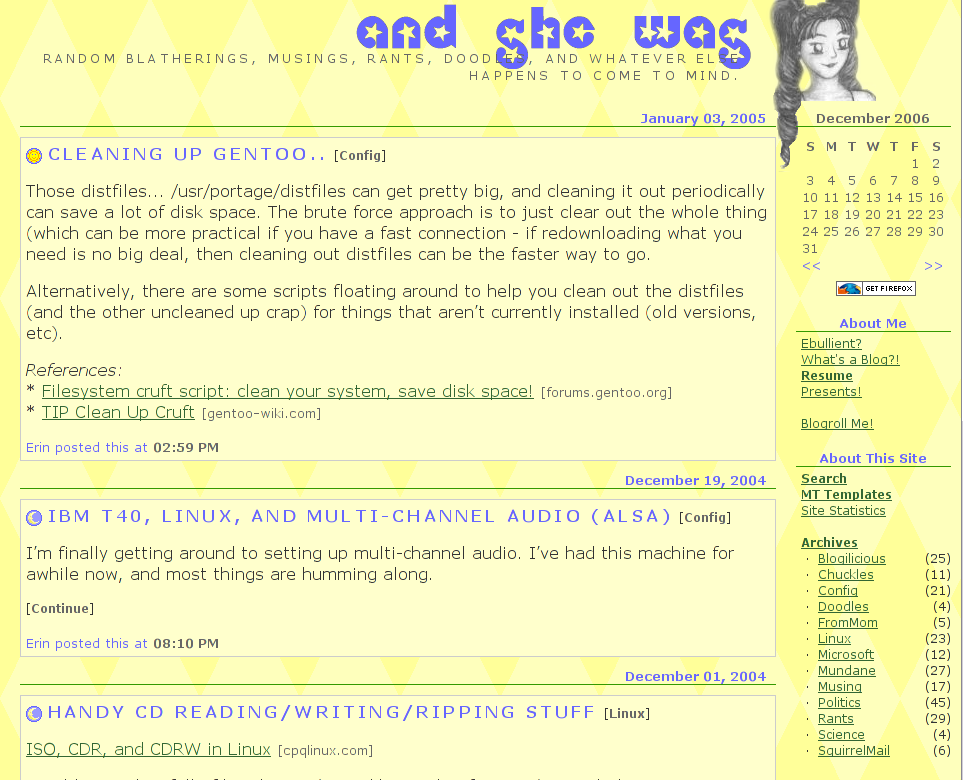 and she was
RANDOM BLATHERINGS, MUSINGS, RANTS, DOODLES, AND WHATEVER ELSE
HAPPENS TO COME TO MIND.
January 03, 2005
CLEANING UP GENTOO.. [Config]
Those distfiles... /usr/portage/distfiles can get pretty big, and cleaning it out periodically
can save a lot of disk space. The brute force approach is to just clear out the whole thing
(which can be more practical if you have a fast connection - if redownloading what you
need is no big deal, then cleaning out distfiles can be the faster way to go.
Alternatively, there are some scripts floating around to help you clean out the distfiles
(and the other uncleaned up crap) for things that aren't currently installed (old versions,
etc).
References:
* Filesystem cruft script: clean your system, save disk space! [forums.gentoo.org]
* TIP Clean Up Cruft [gentoo-wiki.com]
Erin posted this at 02:59 PM
December 19, 2004
IBM T40, LINUX, AND MULTI-CHANNEL AUDIO (ALSA) [Config]
I'm finally getting around to setting up multi-channel audio. I've had this machine for
awhile now, and most things are humming along.
[Continue]
Erin posted this at 08:10 PM
December 01, 2004
HANDY CD READING/WRITING/RIPPING STUFF [Linux]
ISO, CDR, and CDRW in Linux [cpqlinux.com]
December 2006
S M T W T F S
1 2
3 4 5 6 7 8 9
10 11 12 13 14 15 16
17 18 19 20 21 22 23
24 25 26 27 28 29 30
31
<< >>
GET FIREFOX
About Me
Ebullient?
What's a Blog?!
Resume
Presents!
Blogroll Me!
About This Site
Search
MT Templates
Site Statistics
Archives
· Blogilicious (25)
· Chuckles (11)
· Config (21)
· Doodles (4)
· FromMom (5)
· Linux (23)
· Microsoft (12)
· Mundane (27)
· Musing (17)
· Politics (45)
· Rants (29)
· Science (4)
· SquirrelMail (6)